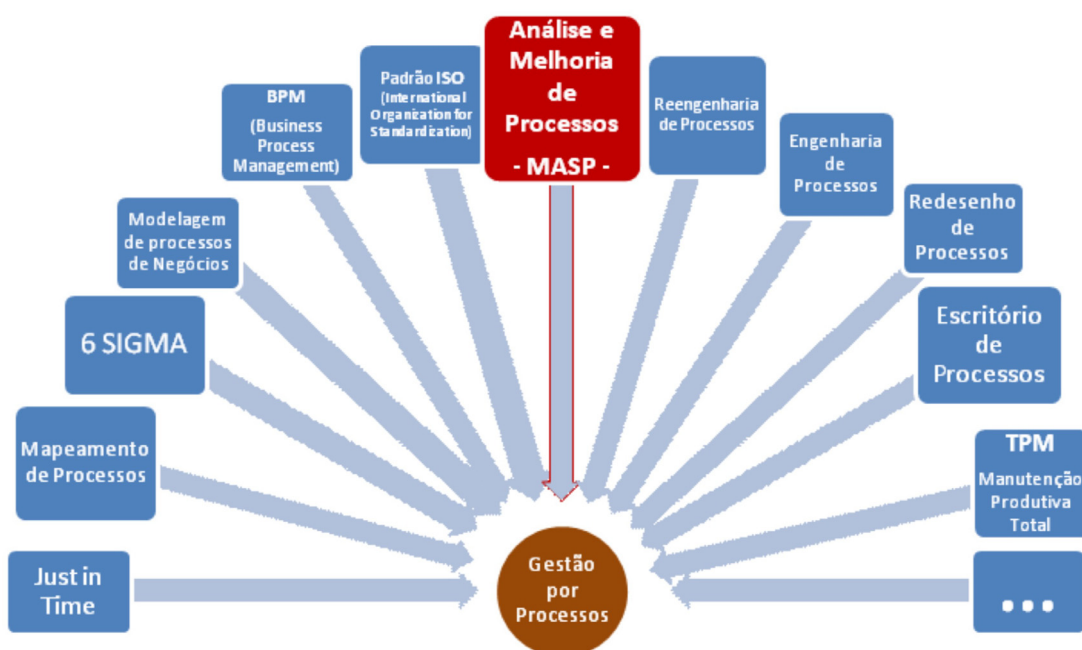 Análise e
Melhoria
de
Processos
- MASP -
Padrão ISO
(International
Organization for
Standardization)
Reengenharia
de Processos
BPM
(Business
Process
Management)
Engenharia
de
Processos
Modelagem
de processos
de Negócios
Redesenho
de
Processos
6 SIGMA
Escritório
de
Processos
Mapeamento
de Processos
TPM
Manutenção
Produtiva
Total
Just in
Time
Gestão
por
Processos
...